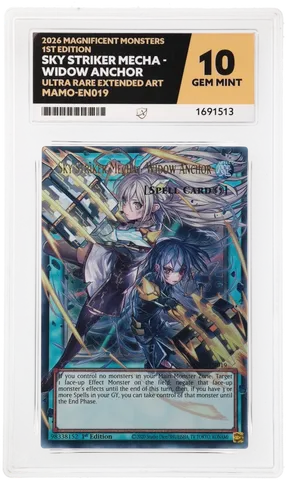 2026 MAGNIFICENT MONSTERS
1ST EDITION
SKY STRIKER MECHA -
WIDOW ANCHOR
ULTRA RARE EXTENDED ART
MAMO-EN019
10
GEM MINT
1691513
SKY STRIKER MECHA - WIDOW ANCHOR
[SPELL CARD]
If you control no monsters in your Main Monster Zone: Target
1 face-up Effect Monster on the field; negate that face-up
monster's effects until the end of this turn, then, if you have 3
or more Spells in your GY, you can take control of that monster until
the End Phase.
98338152 1st Edition